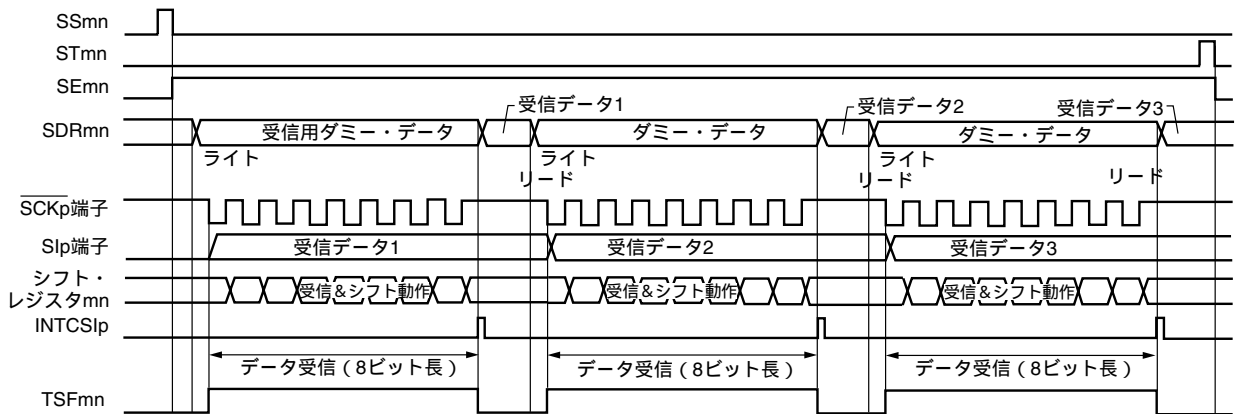 SSmn
STmn
SEmn
受信データ1
受信データ2
受信データ3
SDRmn
受信用ダミー・データ
ダミー・データ
ダミー・データ
ライト
ライト
ライト
リード
リード
リード
SCKp端子
SIp端子
受信データ1
受信データ2
受信データ3
シフト・
レジスタmn
受信&シフト動作
受信&シフト動作
受信&シフト動作
INTCSIp
データ受信（8ビット長）
データ受信（8ビット長）
データ受信（8ビット長）
TSFmn